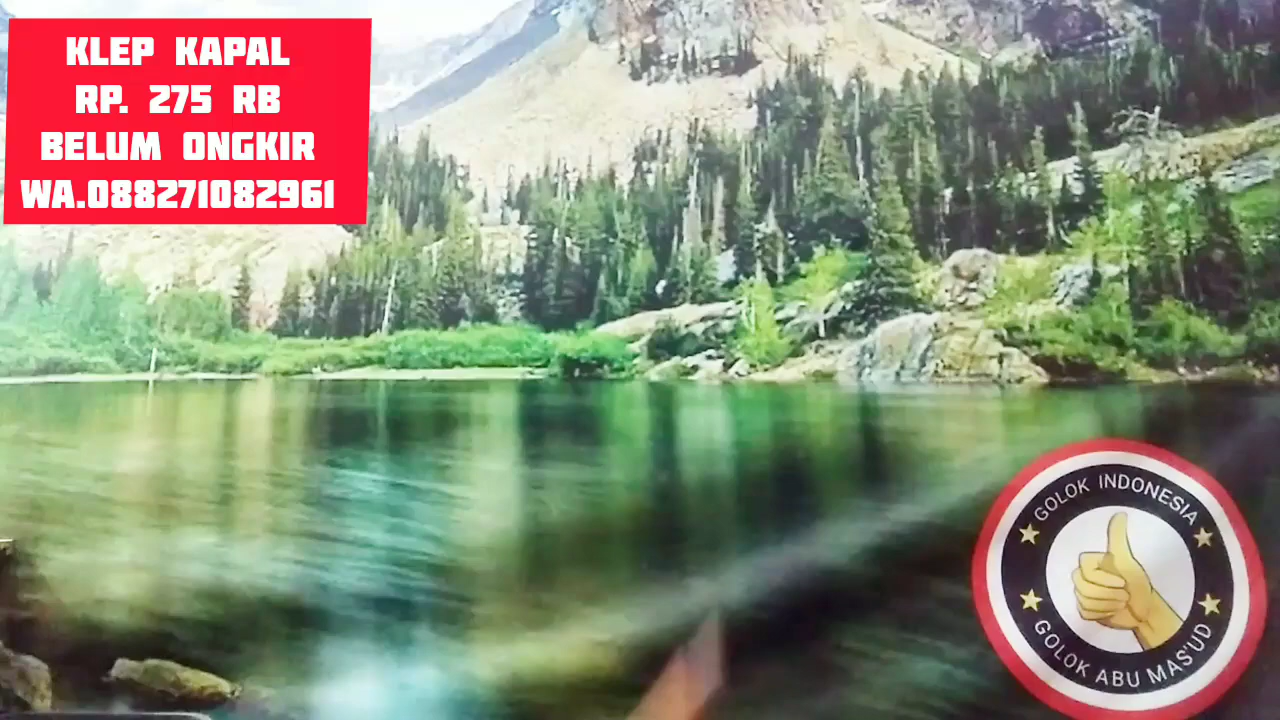 KLEP KAPAL
RP. 275 RB
BELUM ONGKIR
WA.088271082961
GOLOK INDONESIA
GOLOK ABU MAS'UD